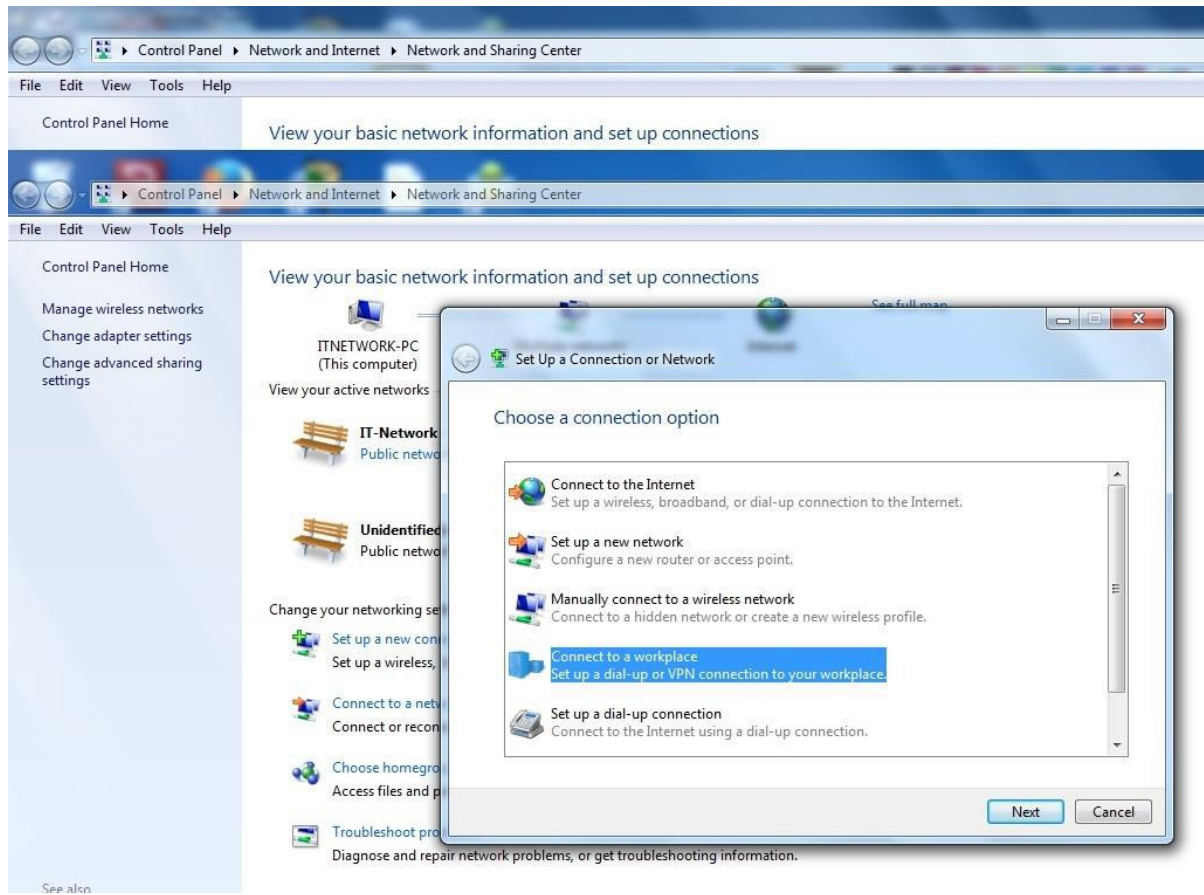 Control Panel ▸ Network and Internet ▸ Network and Sharing Center
File Edit View Tools Help
Control Panel Home
View your basic network information and set up connections
Control Panel ▸ Network and Internet ▸ Network and Sharing Center
File Edit View Tools Help
Control Panel Home
Manage wireless networks
Change adapter settings
Change advanced sharing
settings
View your basic network information and set up connections
See full map
ITNETWORK-PC
(This computer)
View your active networks
IT-Network
Public netwo
Unidentified
Public netwo
Change your networking se
Set up a new con
Set up a wireless,
Connect to a netw
Connect or recon
Choose homegro
Access files and p
Troubleshoot pro
Diagnose and repair network problems, or get troubleshooting information.
Set Up a Connection or Network
Choose a connection option
Connect to the Internet
Set up a wireless, broadband, or dial-up connection to the Internet.
Set up a new network
Configure a new router or access point.
Manually connect to a wireless network
Connect to a hidden network or create a new wireless profile.
Connect to a workplace
Set up a dial-up or VPN connection to your workplace.
Set up a dial-up connection
Connect to the Internet using a dial-up connection.
Next Cancel
See also